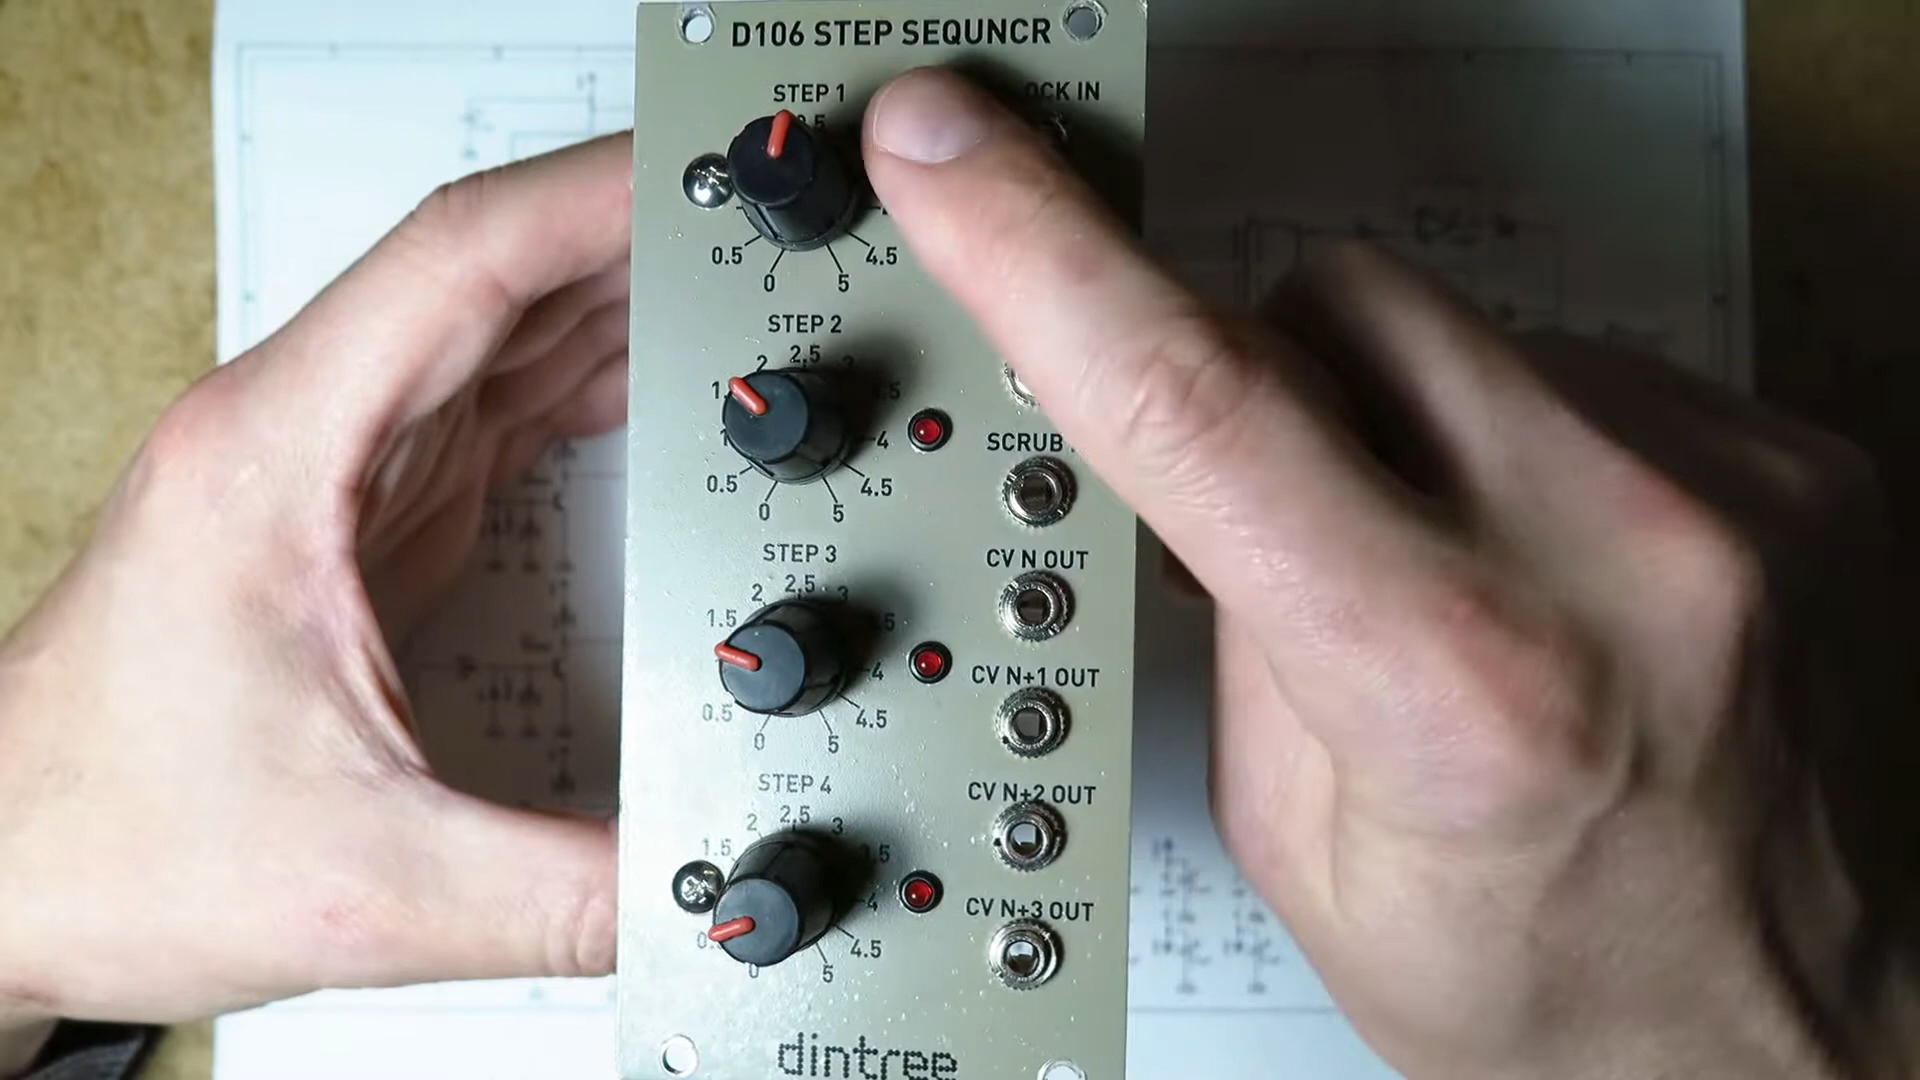 D106 STEP SEQUNCR
STEP 1
OCK IN
0.5
4.5
0
5
STEP 2
2
2.5
3
4
0.5
4.5
0
5
SCRUB
STEP 3
2
2.5
3
1.5
4
0.5
4.5
0
5
CV N OUT
CV N+1 OUT
STEP 4
2
2.5
3
1.5
4
4.5
0
5
CV N+2 OUT
CV N+3 OUT
dintree